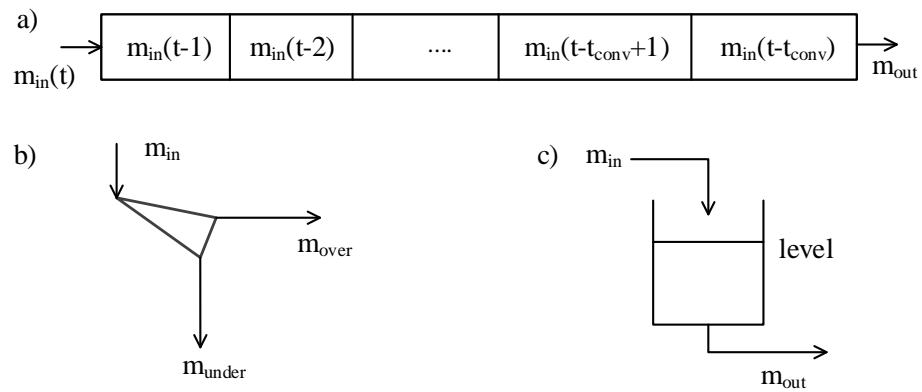 a)
m_in(t)
m_in(t-1) m_in(t-2) .... m_in(t-t_conv+1) m_in(t-t_conv)
m_out
b)
m_in
m_over
m_under
c)
m_in
level
m_out